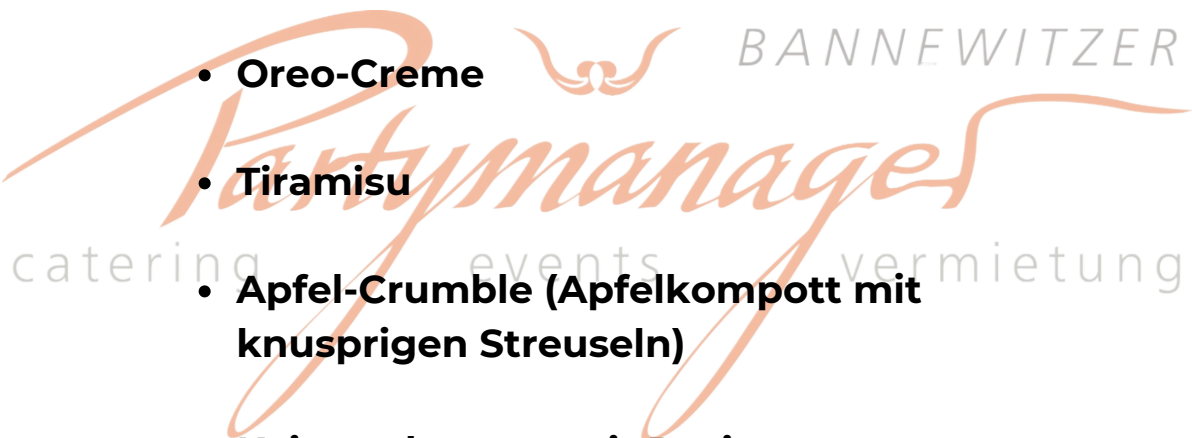 BANNEWITZER
• Oreo-Creme
Partymanager
• Tiramisu
catering events vermietung
• Apfel-Crumble (Apfelkompott mit
knusprigen Streuseln)